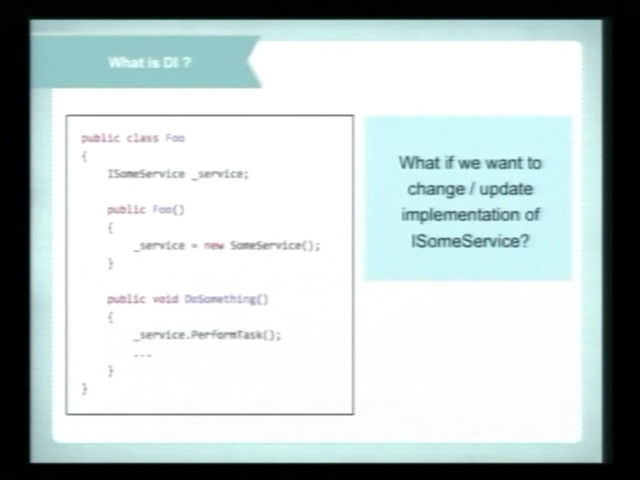 What is DI ?
public class Foo
{
ISomeService _service;
public Foo()
{
_service = new SomeService();
}
public void DoSomething()
{
_service.PerformTask();
...
}
}
What if we want to
change / update
implementation of
ISomeService?